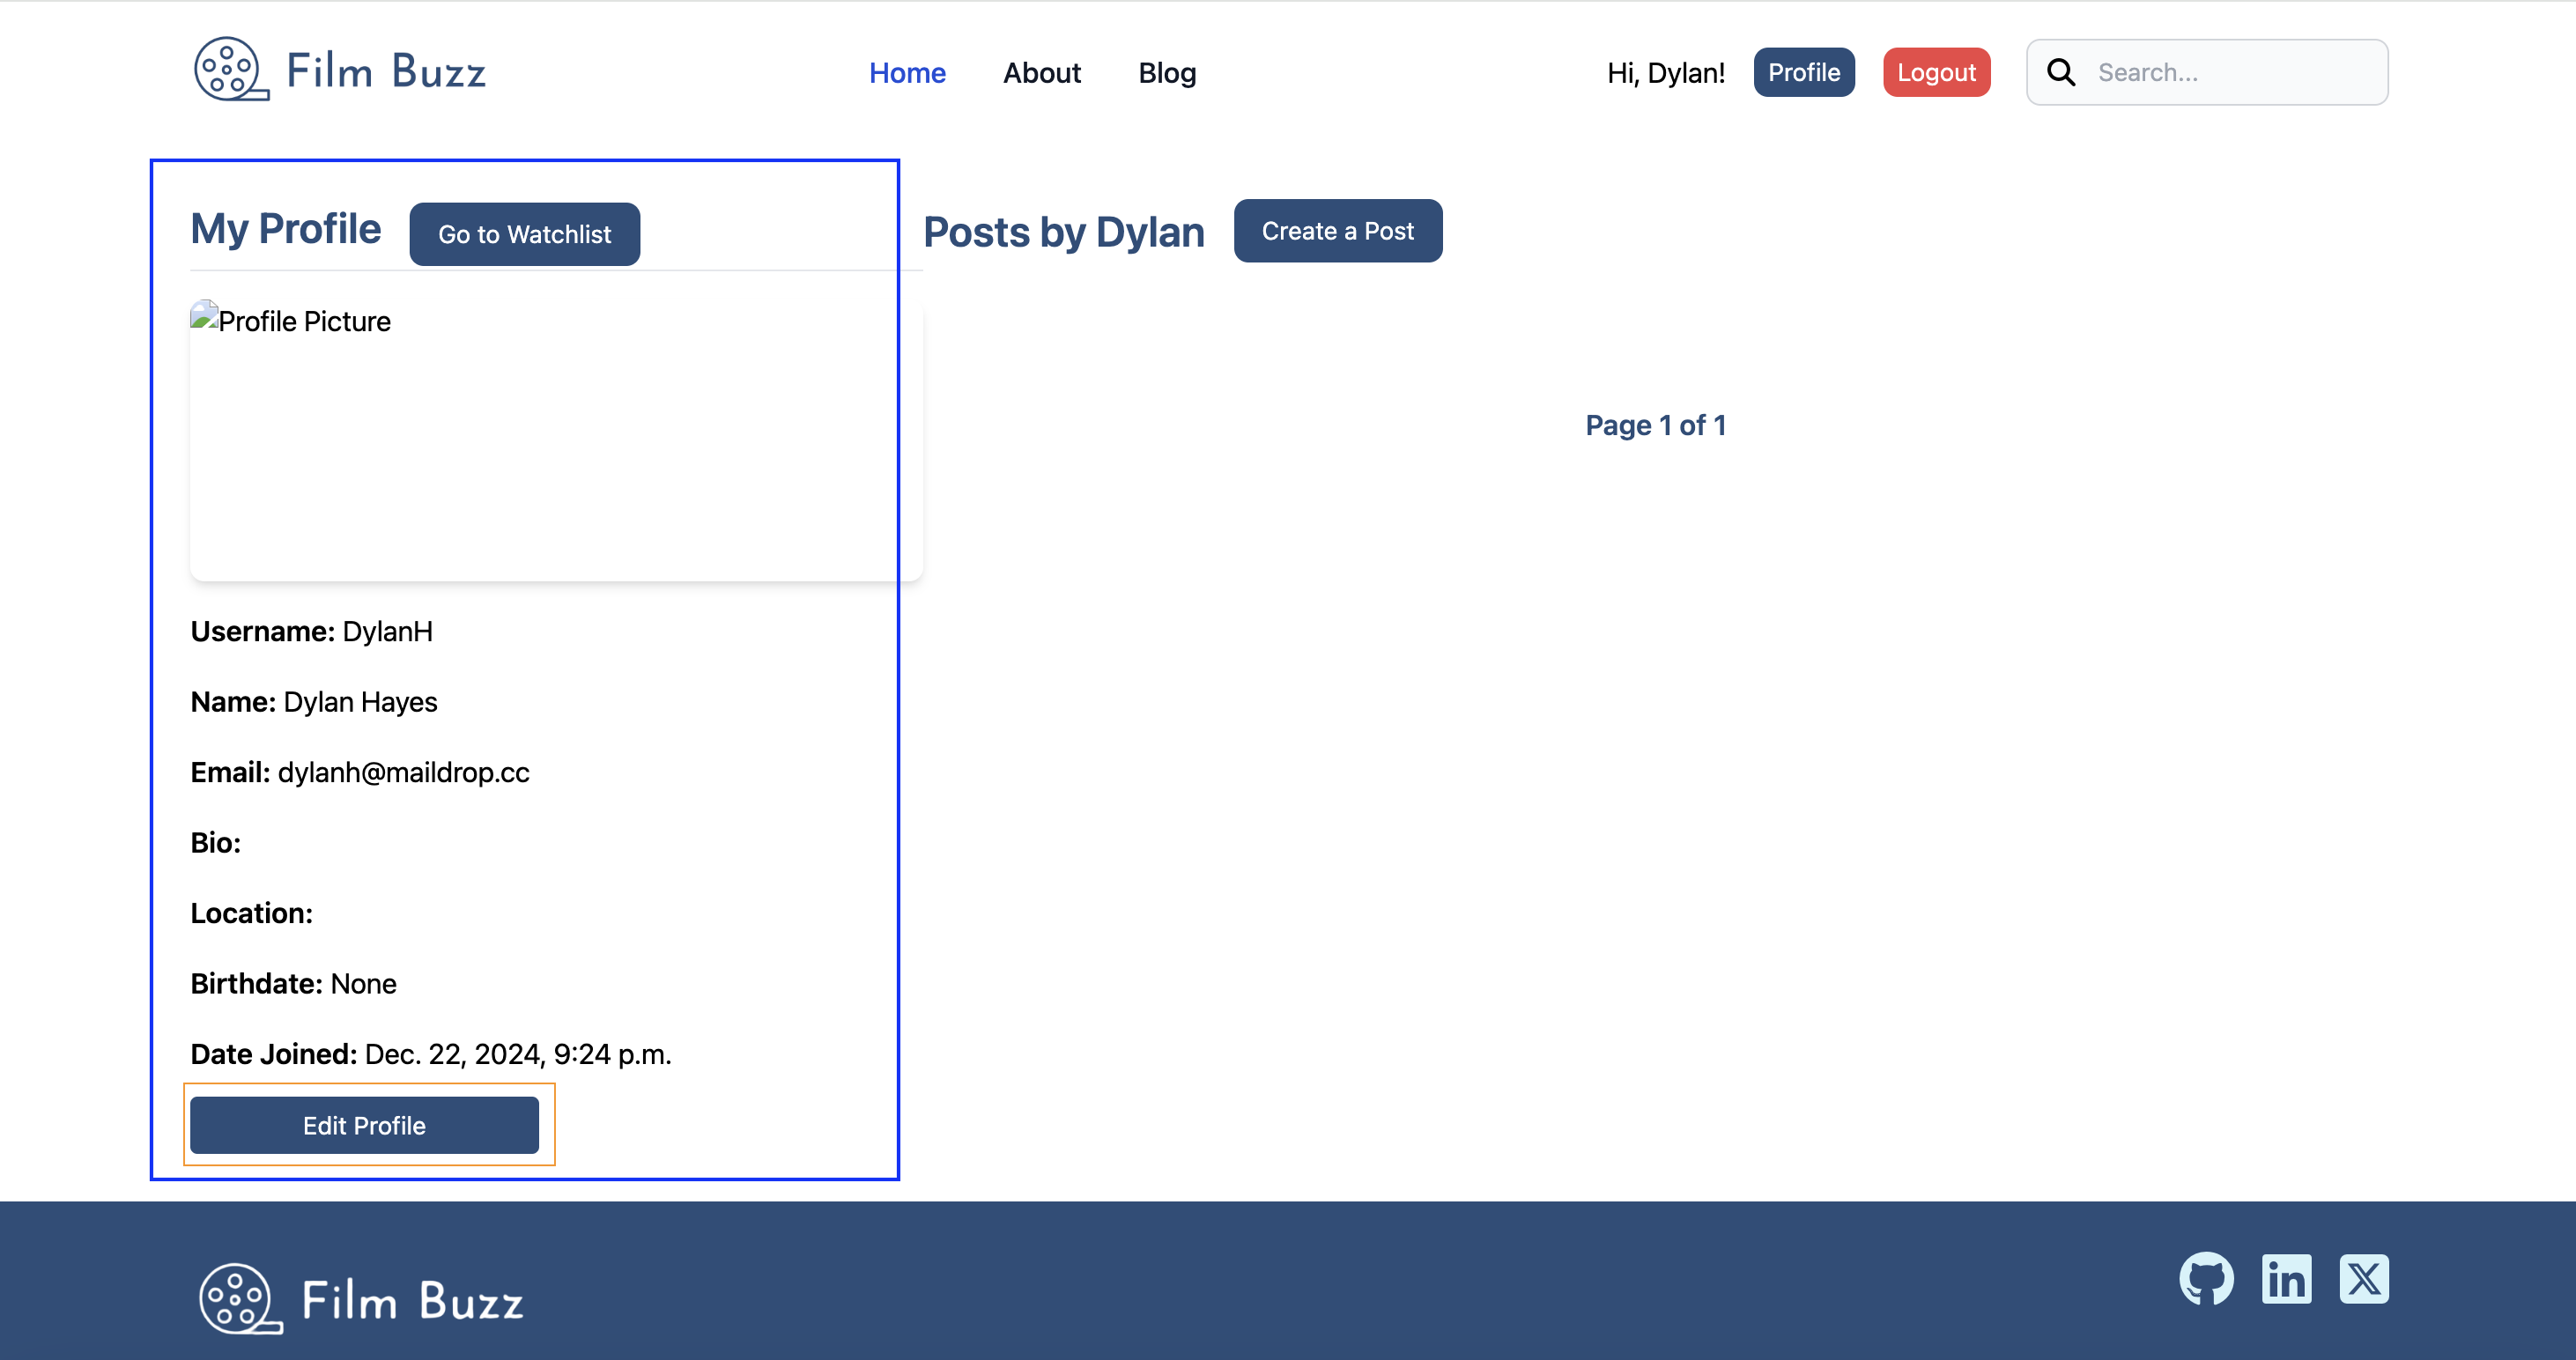 Film Buzz
Home About Blog
Hi, Dylan! Profile Logout Search...
My Profile Go to Watchlist
Profile Picture
Username: DylanH
Name: Dylan Hayes
Email: dylanh@maildrop.cc
Bio:
Location:
Birthdate: None
Date Joined: Dec. 22, 2024, 9:24 p.m.
Edit Profile
Posts by Dylan Create a Post
Page 1 of 1
Film Buzz
in X